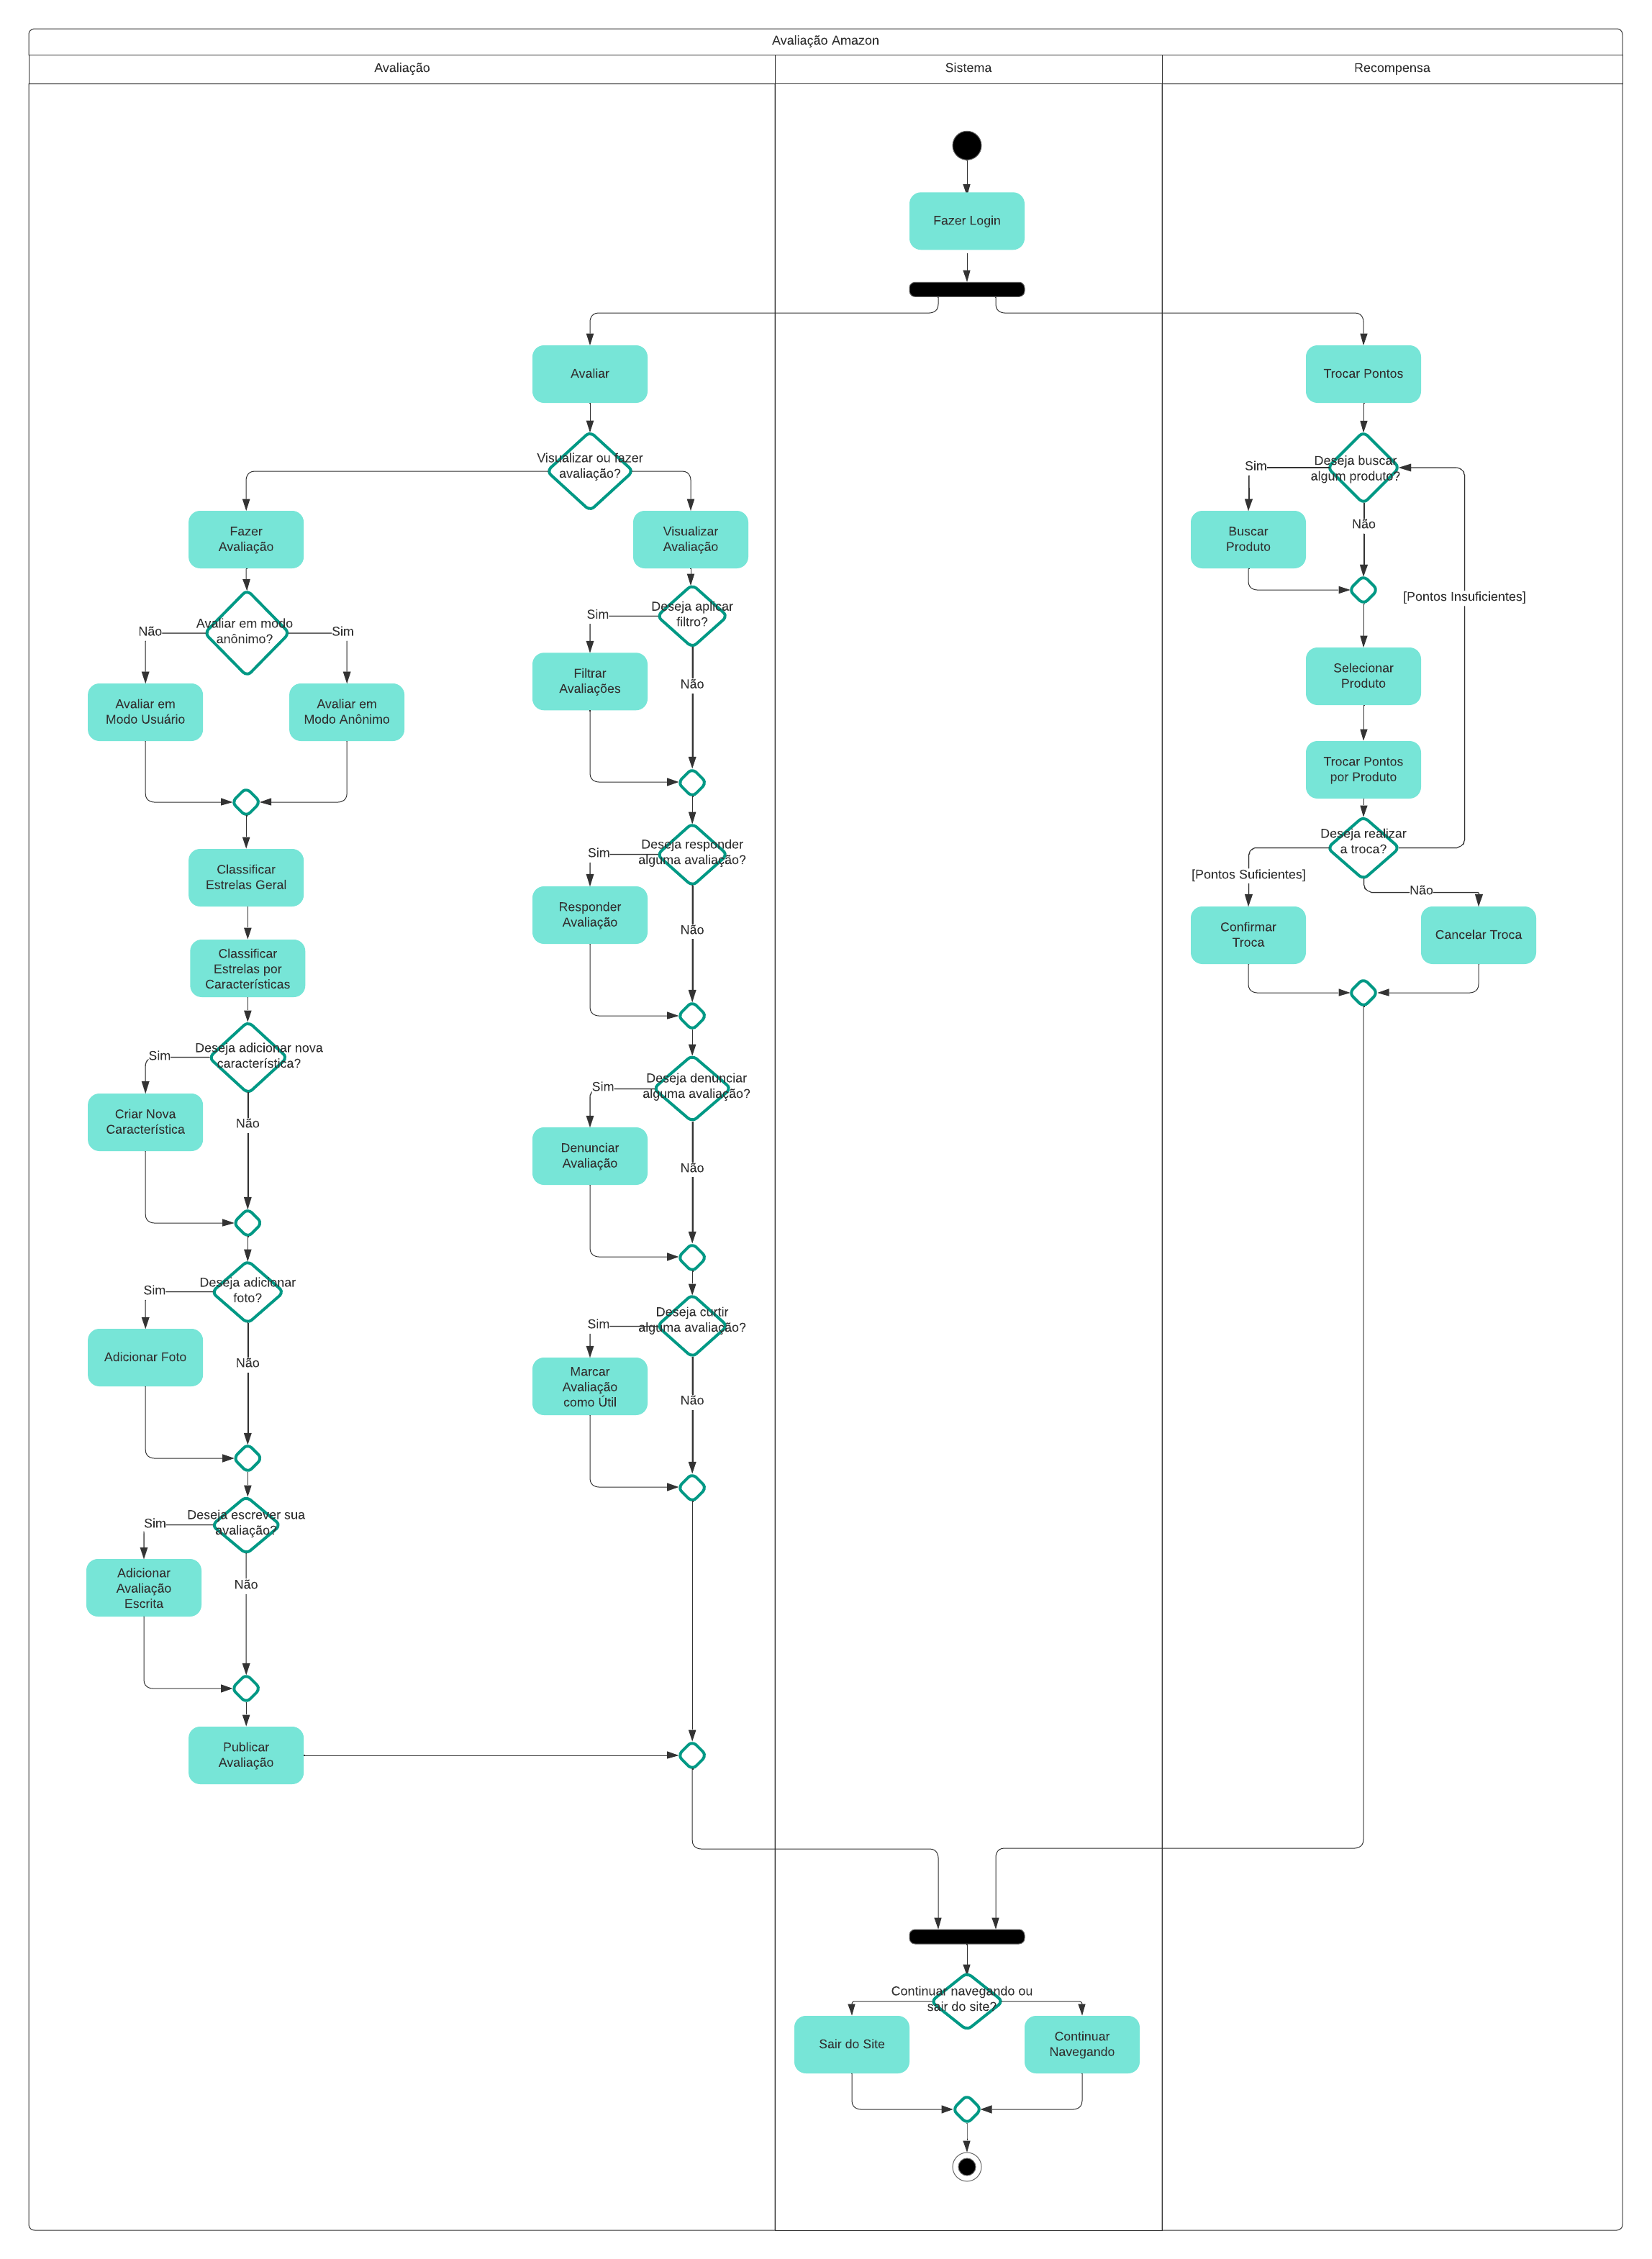 Avaliação Amazon
Avaliação
Sistema
Recompensa
Fazer Login
Avaliar
Trocar Pontos
Visualizar ou fazer
avaliação?
Deseja buscar
algum produto?
Sim
Não
Fazer
Avaliação
Visualizar
Avaliação
Buscar
Produto
[Pontos Insuficientes]
Avaliar em modo
anônimo?
Não
Sim
Deseja aplicar
filtro?
Sim
Não
Filtrar
Avaliações
Selecionar
Produto
Avaliar em
Modo Usuário
Avaliar em
Modo Anônimo
Trocar Pontos
por Produto
Deseja realizar
a troca?
[Pontos Suficientes]
Não
Confirmar
Troca
Cancelar Troca
Deseja responder
alguma avaliação?
Sim
Não
Responder
Avaliação
Classificar
Estrelas Geral
Classificar
Estrelas por
Características
Deseja adicionar nova
característica?
Sim
Não
Criar Nova
Característica
Deseja denunciar
alguma avaliação?
Sim
Não
Denunciar
Avaliação
Deseja adicionar
foto?
Sim
Não
Adicionar Foto
Deseja curtir
alguma avaliação?
Sim
Não
Marcar
Avaliação
como Útil
Deseja escrever sua
avaliação?
Sim
Não
Adicionar
Avaliação
Escrita
Publicar
Avaliação
Continuar navegando ou
sair do site?
Sair do Site
Continuar
Navegando